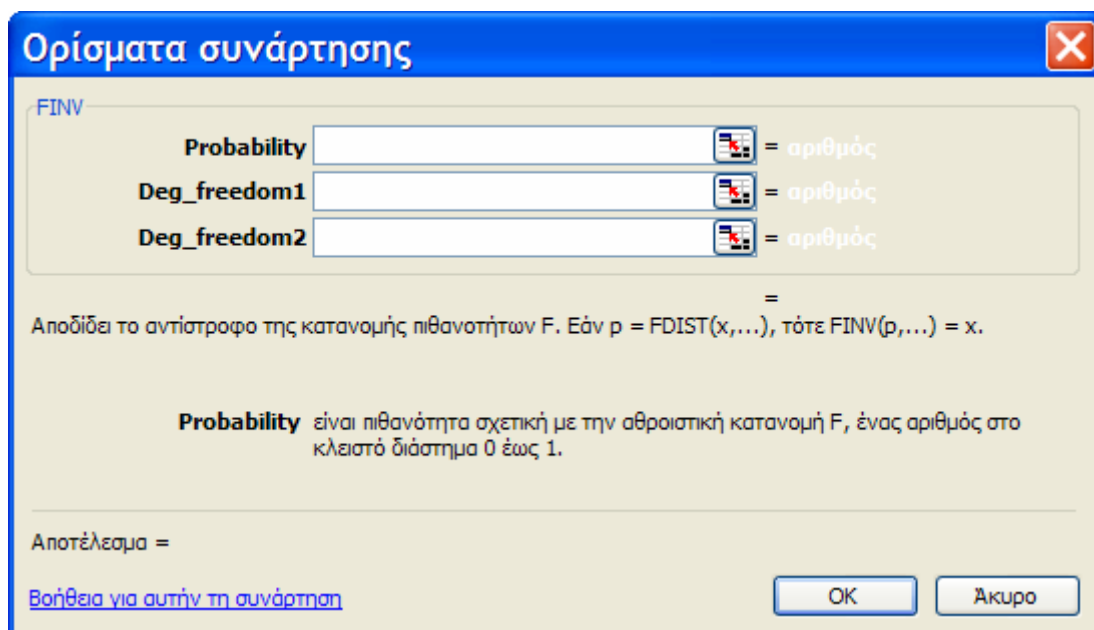 Ορίσματα συνάρτησης
FINV
Probability = αριθμός
Deg_freedom1 = αριθμός
Deg_freedom2 = αριθμός
=
Αποδίδει το αντίστροφο της κατανομής πιθανοτήτων F. Εάν p = FDIST(x,...), τότε FINV(p,...) = x.
Probability είναι πιθανότητα σχετική με την αθροιστική κατανομή F, ένας αριθμός στο
κλειστό διάστημα 0 έως 1.
Αποτέλεσμα =
Βοήθεια για αυτήν τη συνάρτηση
OK
Άκυρο